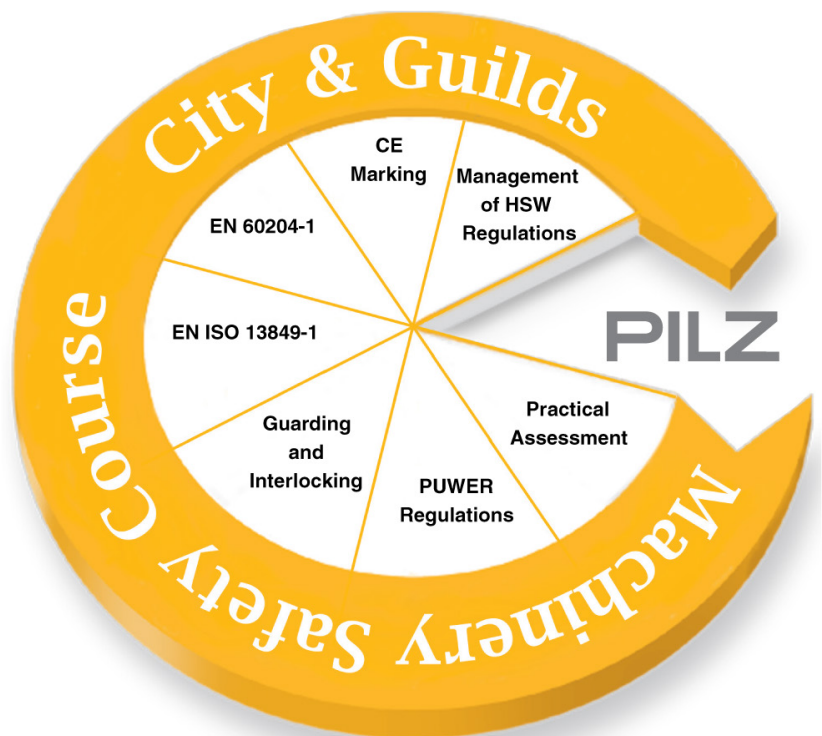 City & Guilds
Machinery Safety Course
CE
Marking
Management
of HSW
Regulations
EN 60204-1
EN ISO 13849-1
Guarding
and
Interlocking
PUWER
Regulations
Practical
Assessment
PILZ